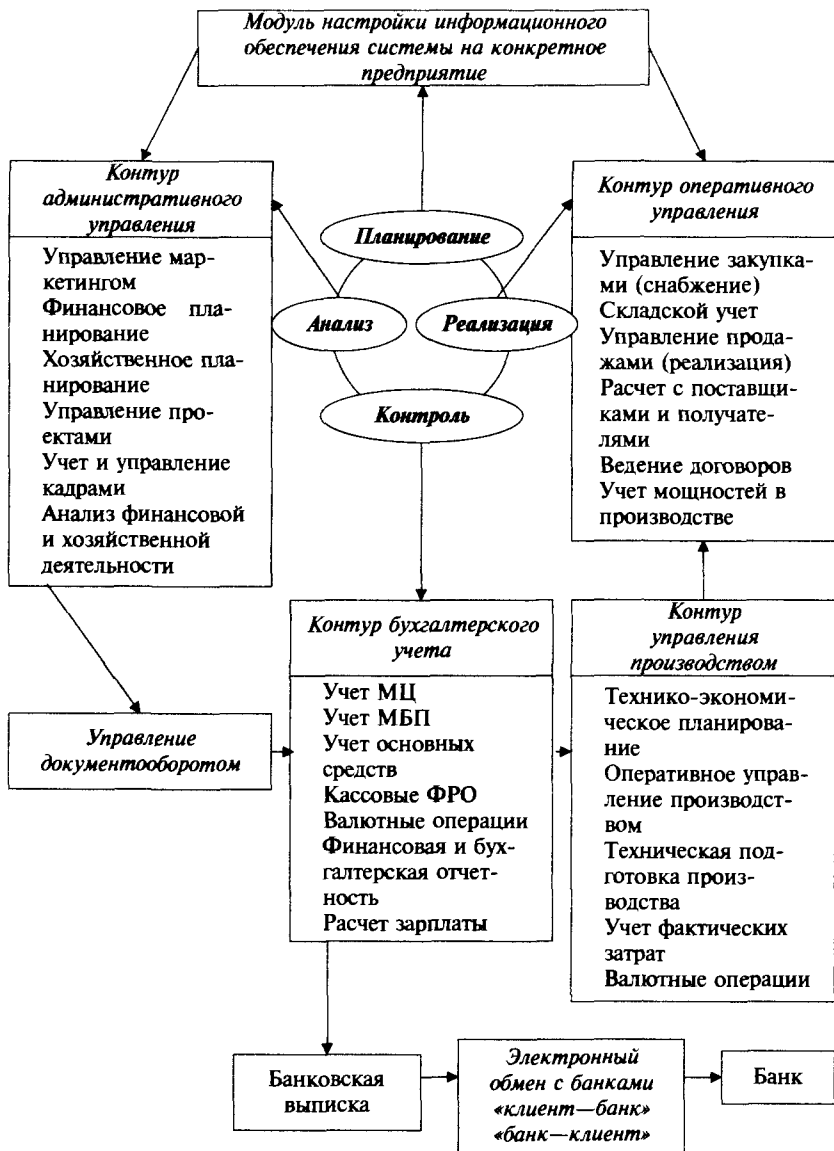 Модуль настройки информационного
обеспечения системы на конкретное
предприятие
Контур
административного
управления
Управление мар-
кетингом
Финансовое пла-
нирование
Хозяйственное пла-
нирование
Управление про-
ектами
Учет и управление
кадрами
Анализ финансовой
и хозяйственной
деятельности
Планирование
Анализ
Реализация
Контроль
Контур оперативного
управления
Управление закупка-
ми (снабжение)
Складской учет
Управление прода-
жами (реализация)
Расчет с поставщи-
ками и получате-
лями
Ведение договоров
Учет мощностей в
производстве
Управление
документооборотом
Контур бухгалтерского
учета
Учет МЦ
Учет МБП
Учет основных
средств
Кассовые ФРО
Валютные операции
Финансовая и бух-
галтерская отчет-
ность
Расчет зарплаты
Контур
управления
производством
Технико-экономи-
ческое планирова-
ние
Оперативное управ-
ление производст-
вом
Техническая под-
готовка произ-
водства
Учет фактических
затрат
Валютные операции
Банковская
выписка
Электронный
обмен с банками
«клиент—банк»
«банк—клиент»
Банк